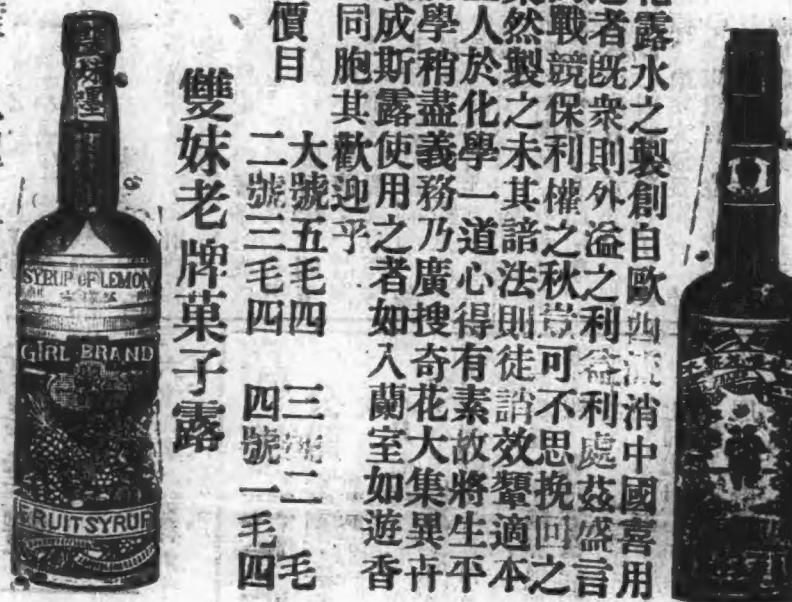 露水之製創自歐西流消中國喜用
者既衆則外溢之利益利處茲盛言
戰競保利權之秋豈可不思挽回之
然製之未其諳法則徒 效顰適本
人於化學一道心得有素故將生平
學稍盡義務乃廣搜奇花大集異卉
成斯露使用之者如入蘭室如遊香
同胞其歡迎乎
價目
大號五毛四 三號二毛
二號三毛四 四號一毛四
雙妹老牌菓子露
SYRUP OF LEMON
GIRL BRAND
FRUIT SYRUP